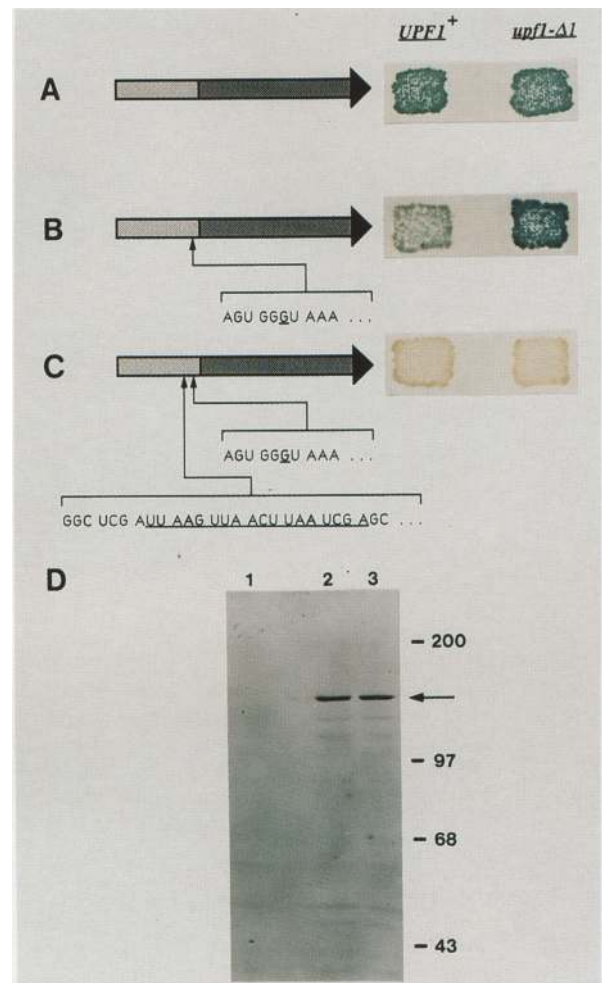 UPF1+ upf1-Δ1
A
B
AGU GGGU AAA ...
C
AGU GGGU AAA ...
GGC UCG AUU AAG UUA ACU UAA UCG AGC ...
D
1 2 3
200
97
68
43